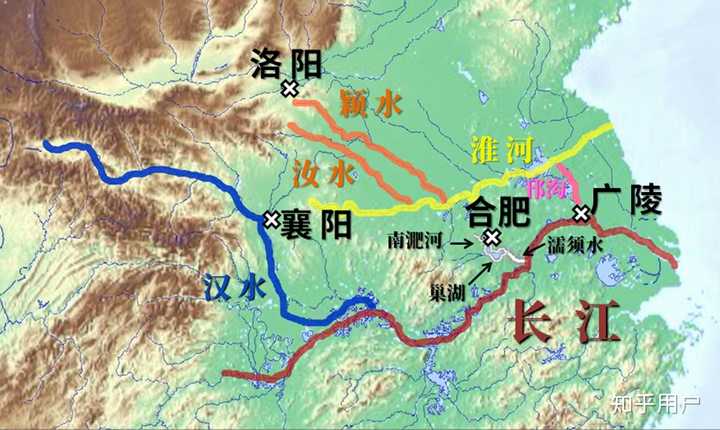 洛阳
颖水
淮河
汝水
邗沟
广陵
合肥
襄阳
南淝河
濡须水
汉水
巢湖
长江
知乎用户